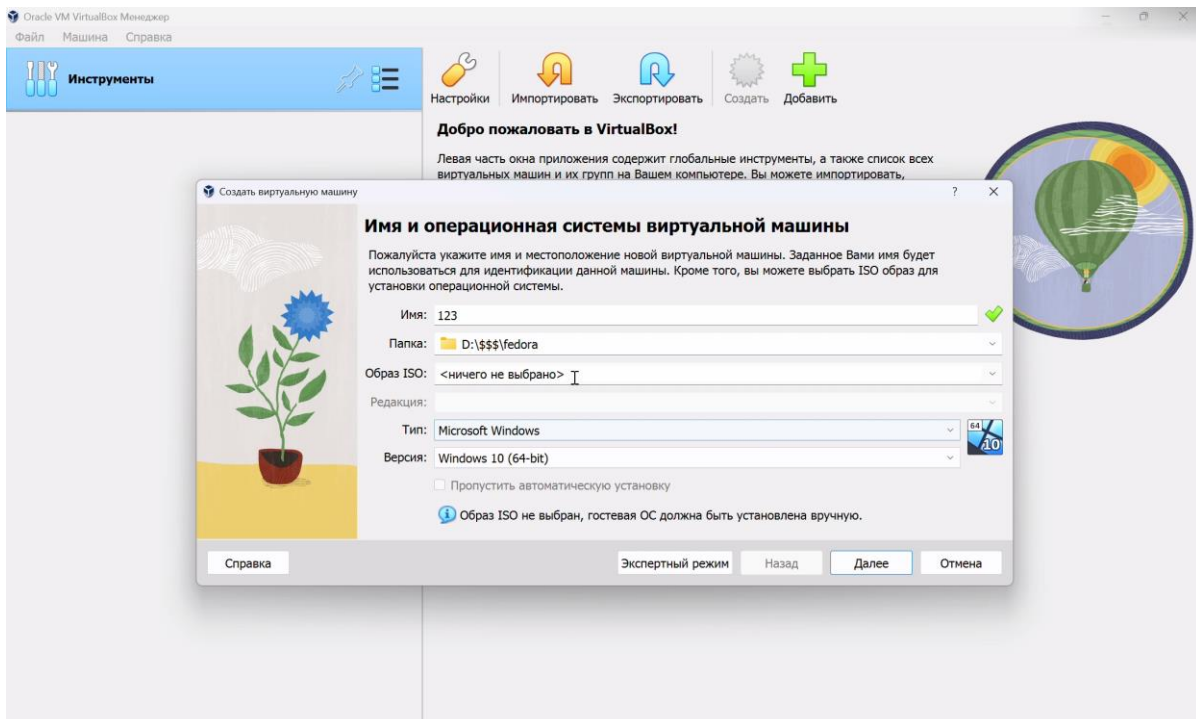 Oracle VM VirtualBox Менеджер
Файл Машина Справка
Инструменты
Настройки Импортировать Экспортировать Создать Добавить
Добро пожаловать в VirtualBox!
Левая часть окна приложения содержит глобальные инструменты, а также список всех
виртуальных машин и их групп на Вашем компьютере. Вы можете импортировать,
Создать виртуальную машину
Имя и операционная системы виртуальной машины
Пожалуйста укажите имя и местоположение новой виртуальной машины. Заданное Вами имя будет
использоваться для идентификации данной машины. Кроме того, вы можете выбрать ISO образ для
установки операционной системы.
Имя: 123
Папка: D:\$$$\fedora
Образ ISO: <ничего не выбрано>
Редакция:
Тип: Microsoft Windows
64
10
Версия: Windows 10 (64-bit)
Пропустить автоматическую установку
Образ ISO не выбран, гостевая ОС должна быть установлена вручную.
Справка Экспертный режим Назад Далее Отмена